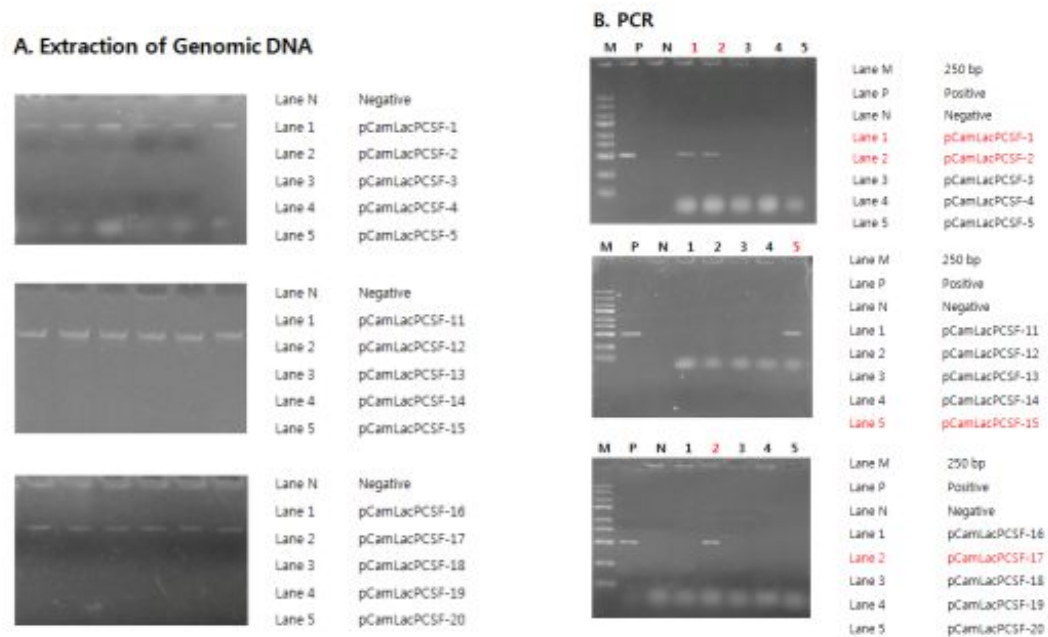 A. Extraction of Genomic DNA
Lane N Negative
Lane 1 pCamLacPCSF-1
Lane 2 pCamLacPCSF-2
Lane 3 pCamLacPCSF-3
Lane 4 pCamLacPCSF-4
Lane 5 pCamLacPCSF-5
Lane N Negative
Lane 1 pCamLacPCSF-11
Lane 2 pCamLacPCSF-12
Lane 3 pCamLacPCSF-13
Lane 4 pCamLacPCSF-14
Lane 5 pCamLacPCSF-15
Lane N Negative
Lane 1 pCamLacPCSF-16
Lane 2 pCamLacPCSF-17
Lane 3 pCamLacPCSF-18
Lane 4 pCamLacPCSF-19
Lane 5 pCamLacPCSF-20
B. PCR
M P N 1 2 3 4 5
Lane M 250 bp
Lane P Positive
Lane N Negative
Lane 1 pCamLacPCSF-1
Lane 2 pCamLacPCSF-2
Lane 3 pCamLacPCSF-3
Lane 4 pCamLacPCSF-4
Lane 5 pCamLacPCSF-5
M P N 1 2 3 4 5
Lane M 250 bp
Lane P Positive
Lane N Negative
Lane 1 pCamLacPCSF-11
Lane 2 pCamLacPCSF-12
Lane 3 pCamLacPCSF-13
Lane 4 pCamLacPCSF-14
Lane 5 pCamLacPCSF-15
M P N 1 2 3 4 5
Lane M 250 bp
Lane P Positive
Lane N Negative
Lane 1 pCamLacPCSF-16
Lane 2 pCamLacPCSF-17
Lane 3 pCamLacPCSF-18
Lane 4 pCamLacPCSF-19
Lane 5 pCamLacPCSF-20